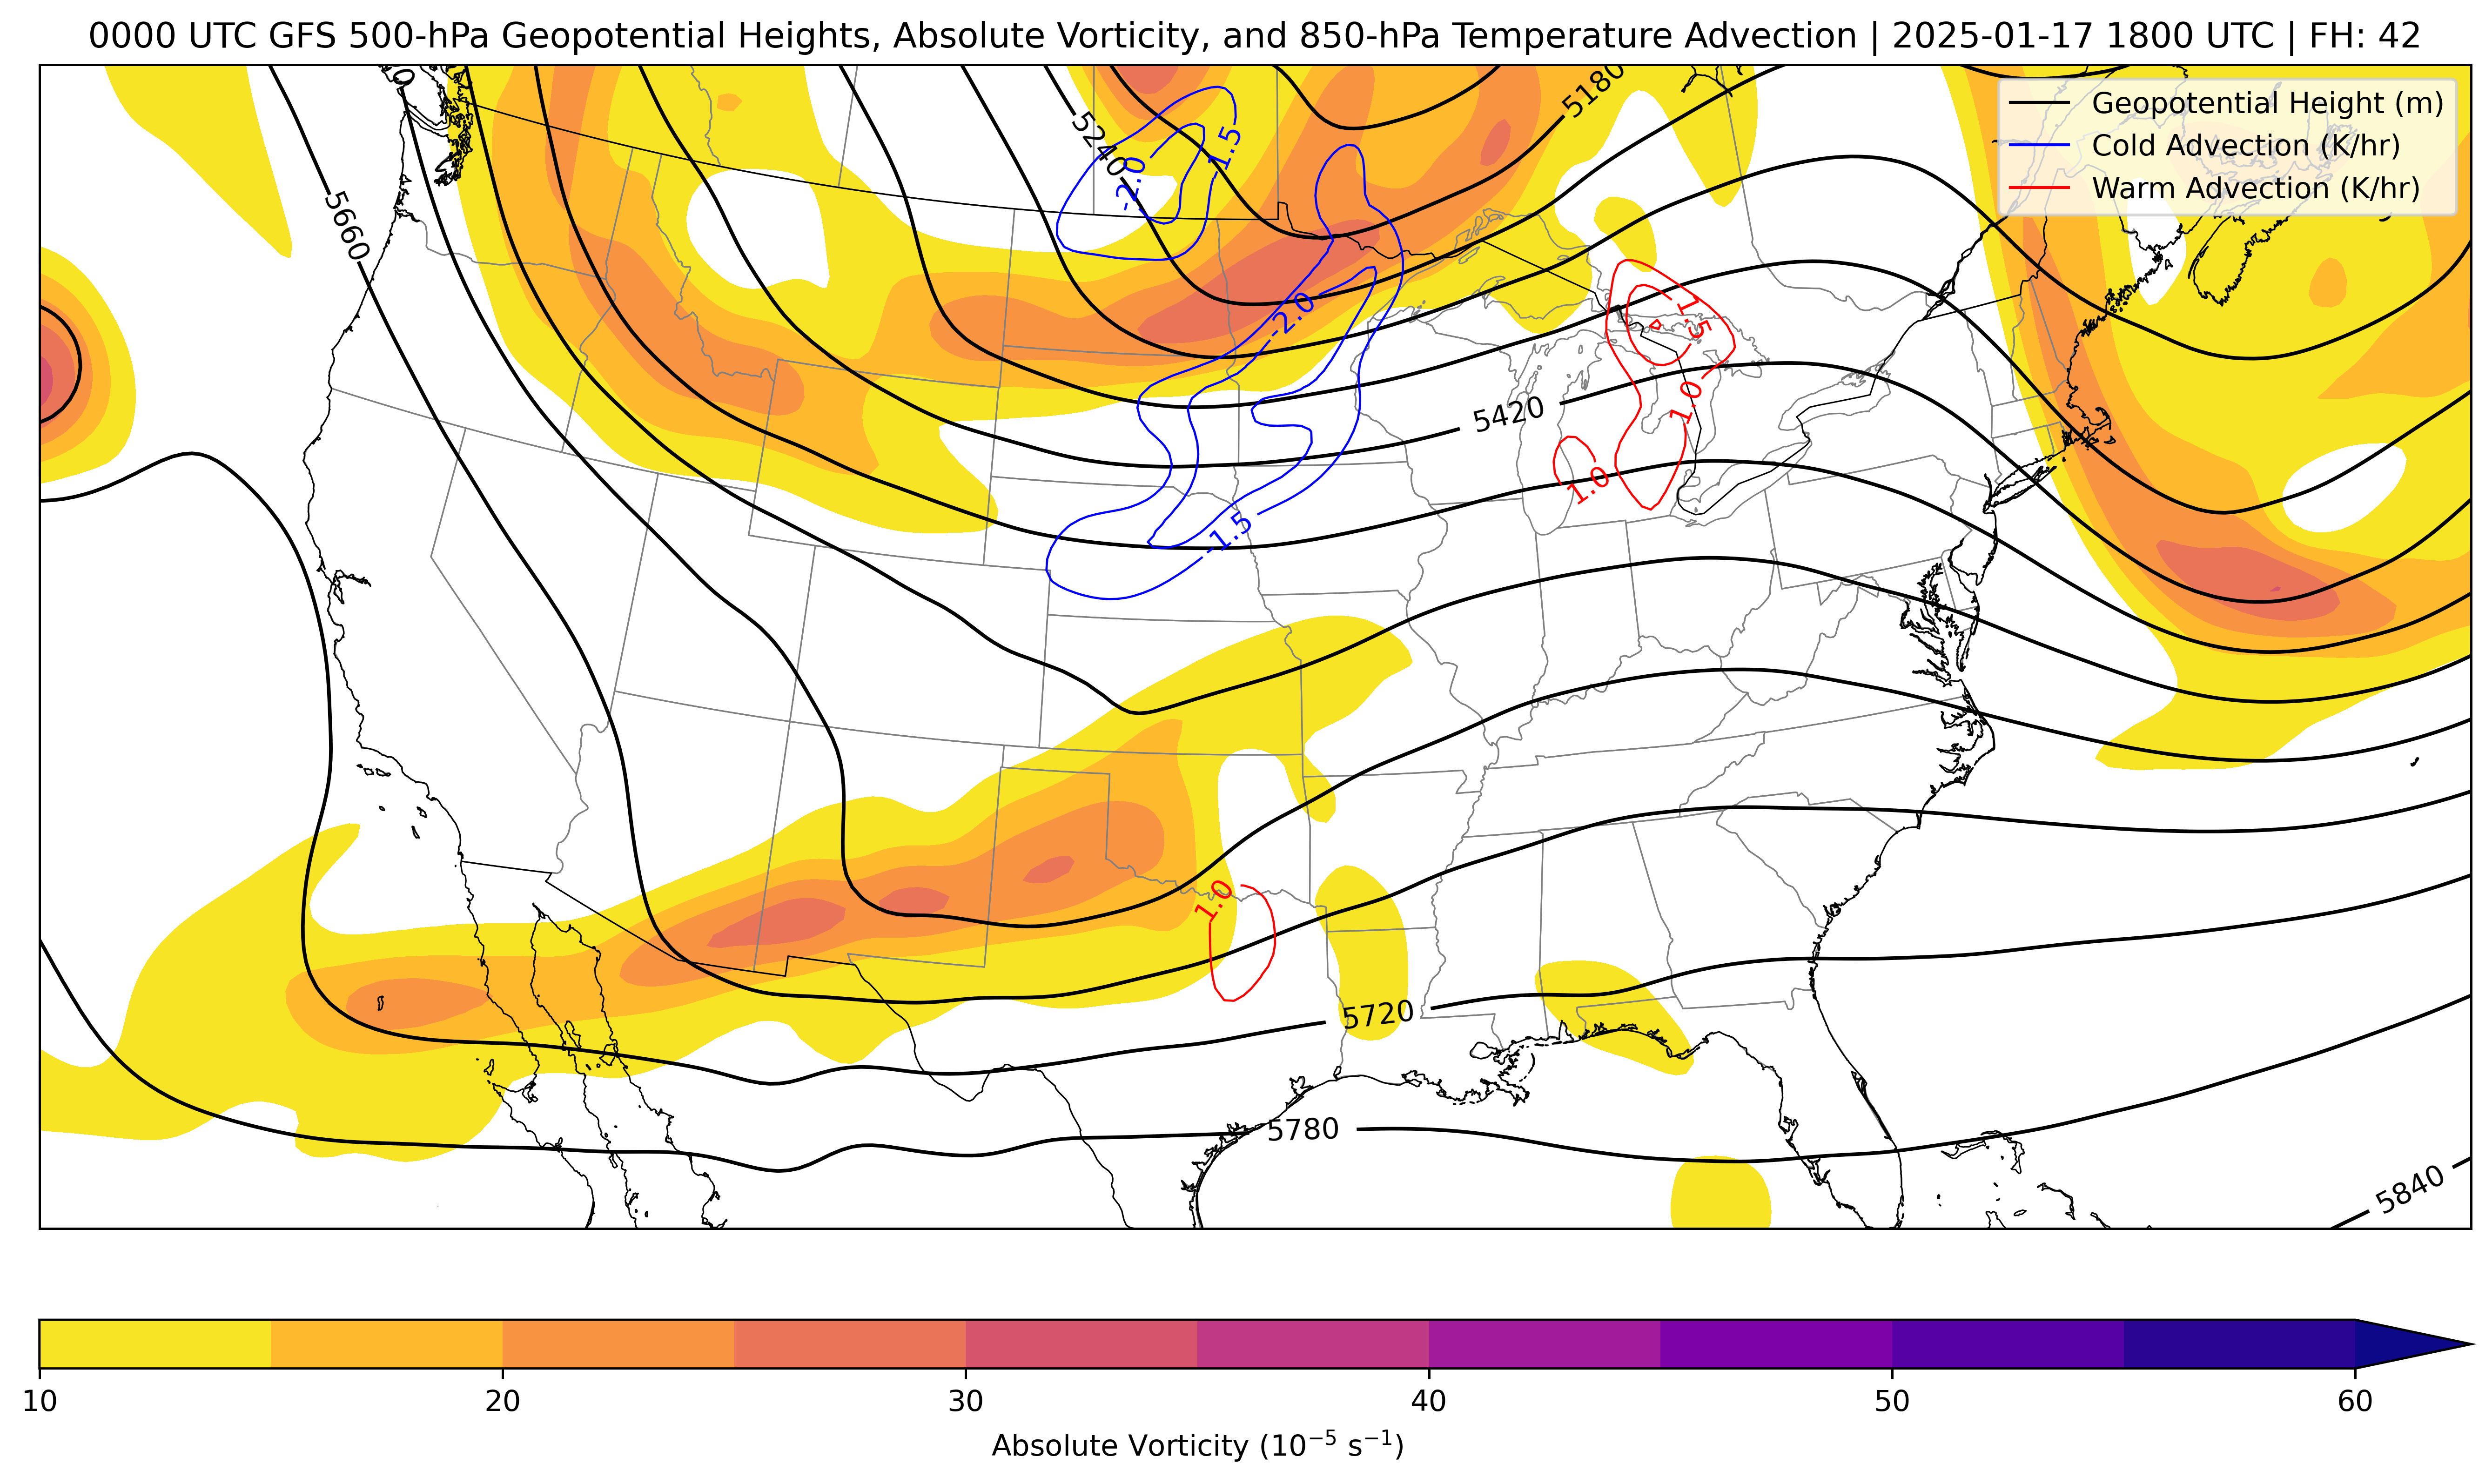 0000 UTC GFS 500-hPa Geopotential Heights, Absolute Vorticity, and 850-hPa Temperature Advection | 2025-01-17 1800 UTC | FH: 42
Geopotential Height (m)
Cold Advection (K/hr)
Warm Advection (K/hr)
5180
5240
-1.5
-2.0
5660
-2.0
1.5
1.0
5420
1.0
-1.5
1.0
5720
5780
5840
10 20 30 40 50 60
Absolute Vorticity (10⁻⁵ s⁻¹)